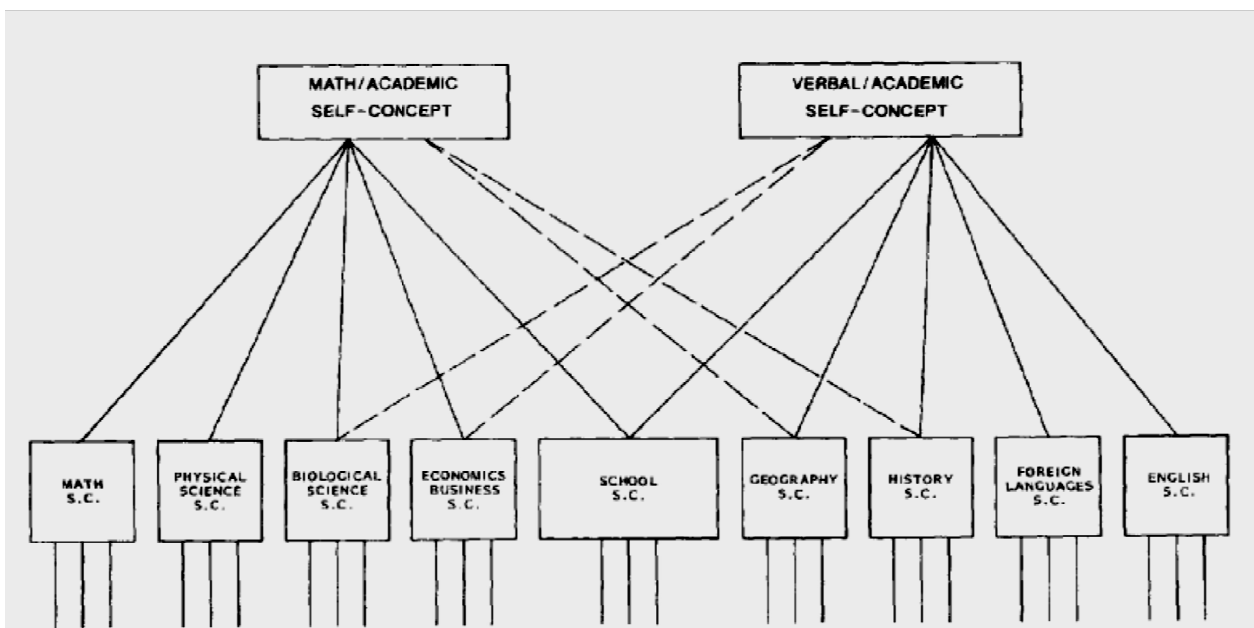 MATH/ACADEMIC
SELF-CONCEPT
VERBAL/ACADEMIC
SELF-CONCEPT
MATH
S.C.
PHYSICAL
SCIENCE
S.C.
BIOLOGICAL
SCIENCE
S.C.
ECONOMICS
BUSINESS
S.C.
SCHOOL
S.C.
GEOGRAPHY
S.C.
HISTORY
S.C.
FOREIGN
LANGUAGES
S.C.
ENGLISH
S.C.